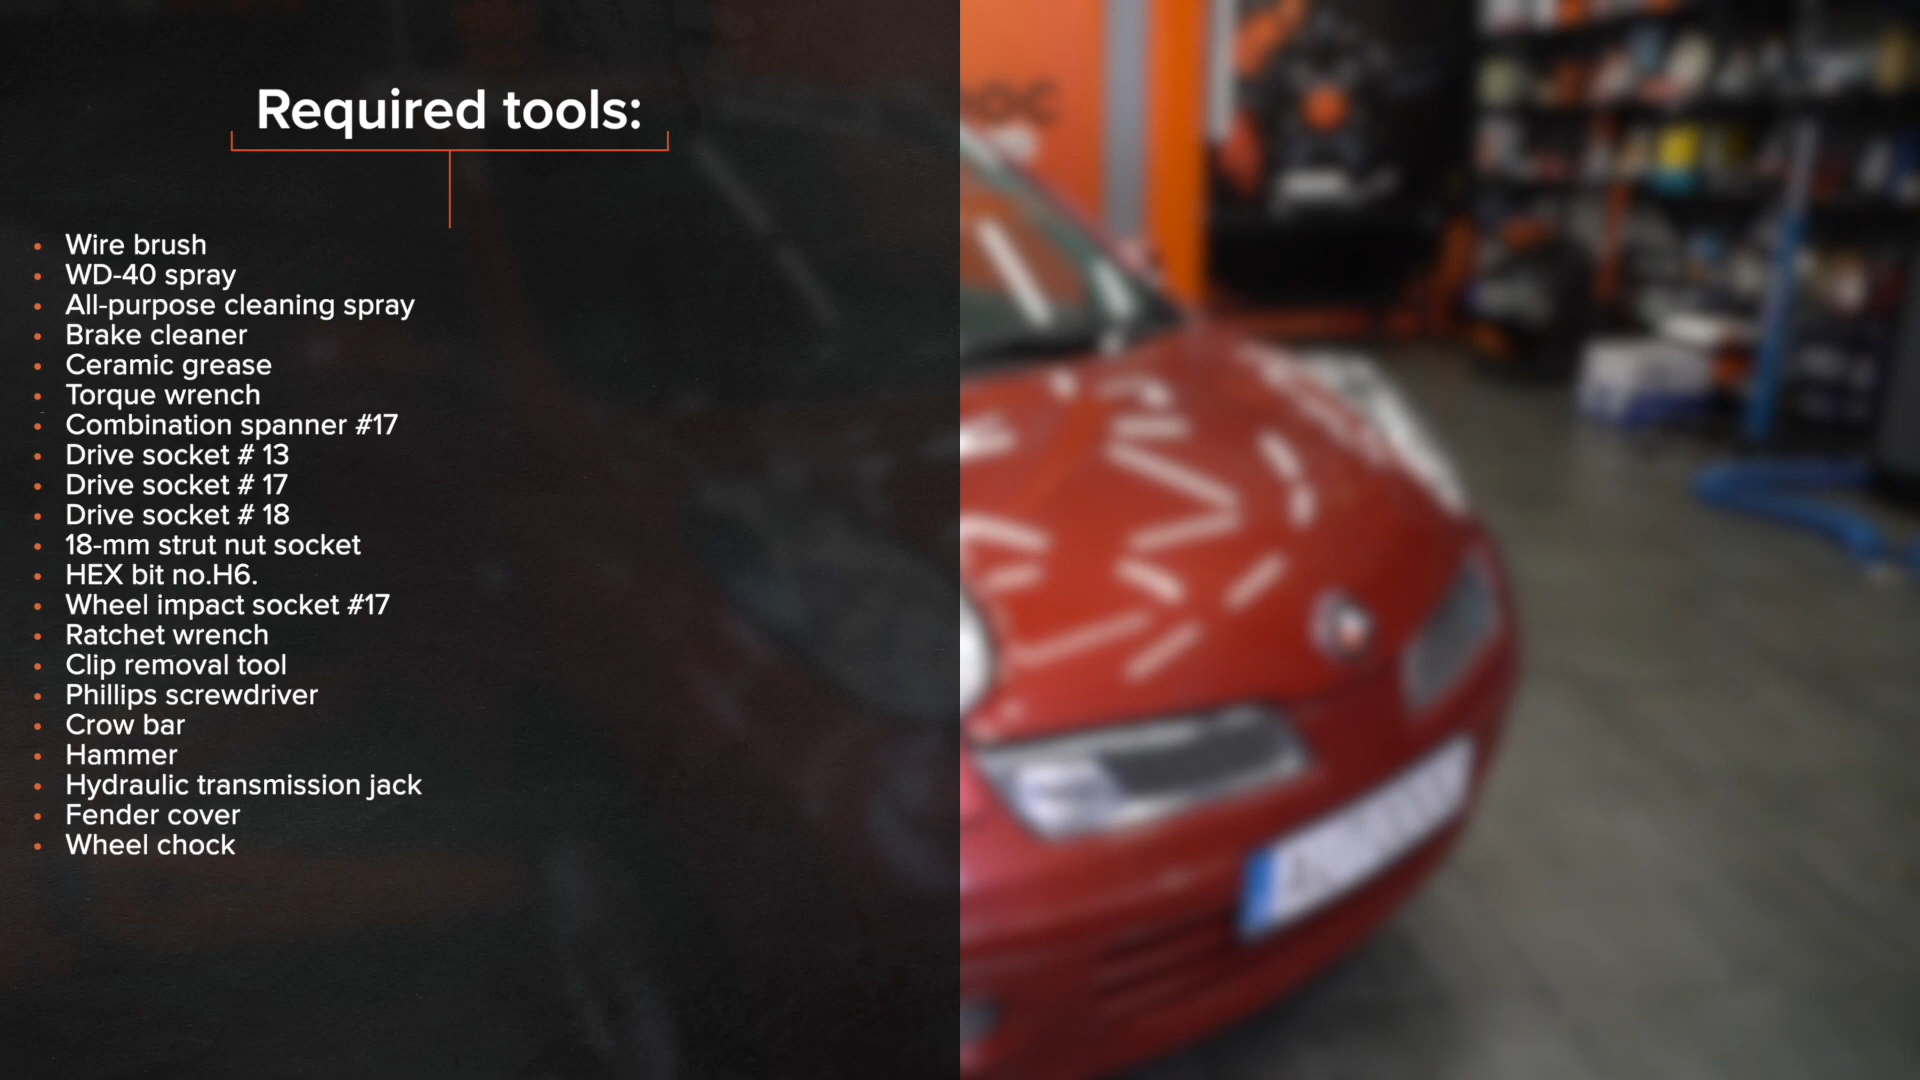 Required tools:
Wire brush
WD-40 spray
All-purpose cleaning spray
Brake cleaner
Ceramic grease
Torque wrench
Combination spanner #17
Drive socket # 13
Drive socket # 17
Drive socket # 18
18-mm strut nut socket
HEX bit no.H6.
Wheel impact socket #17
Ratchet wrench
Clip removal tool
Phillips screwdriver
Crow bar
Hammer
Hydraulic transmission jack
Fender cover
Wheel chock